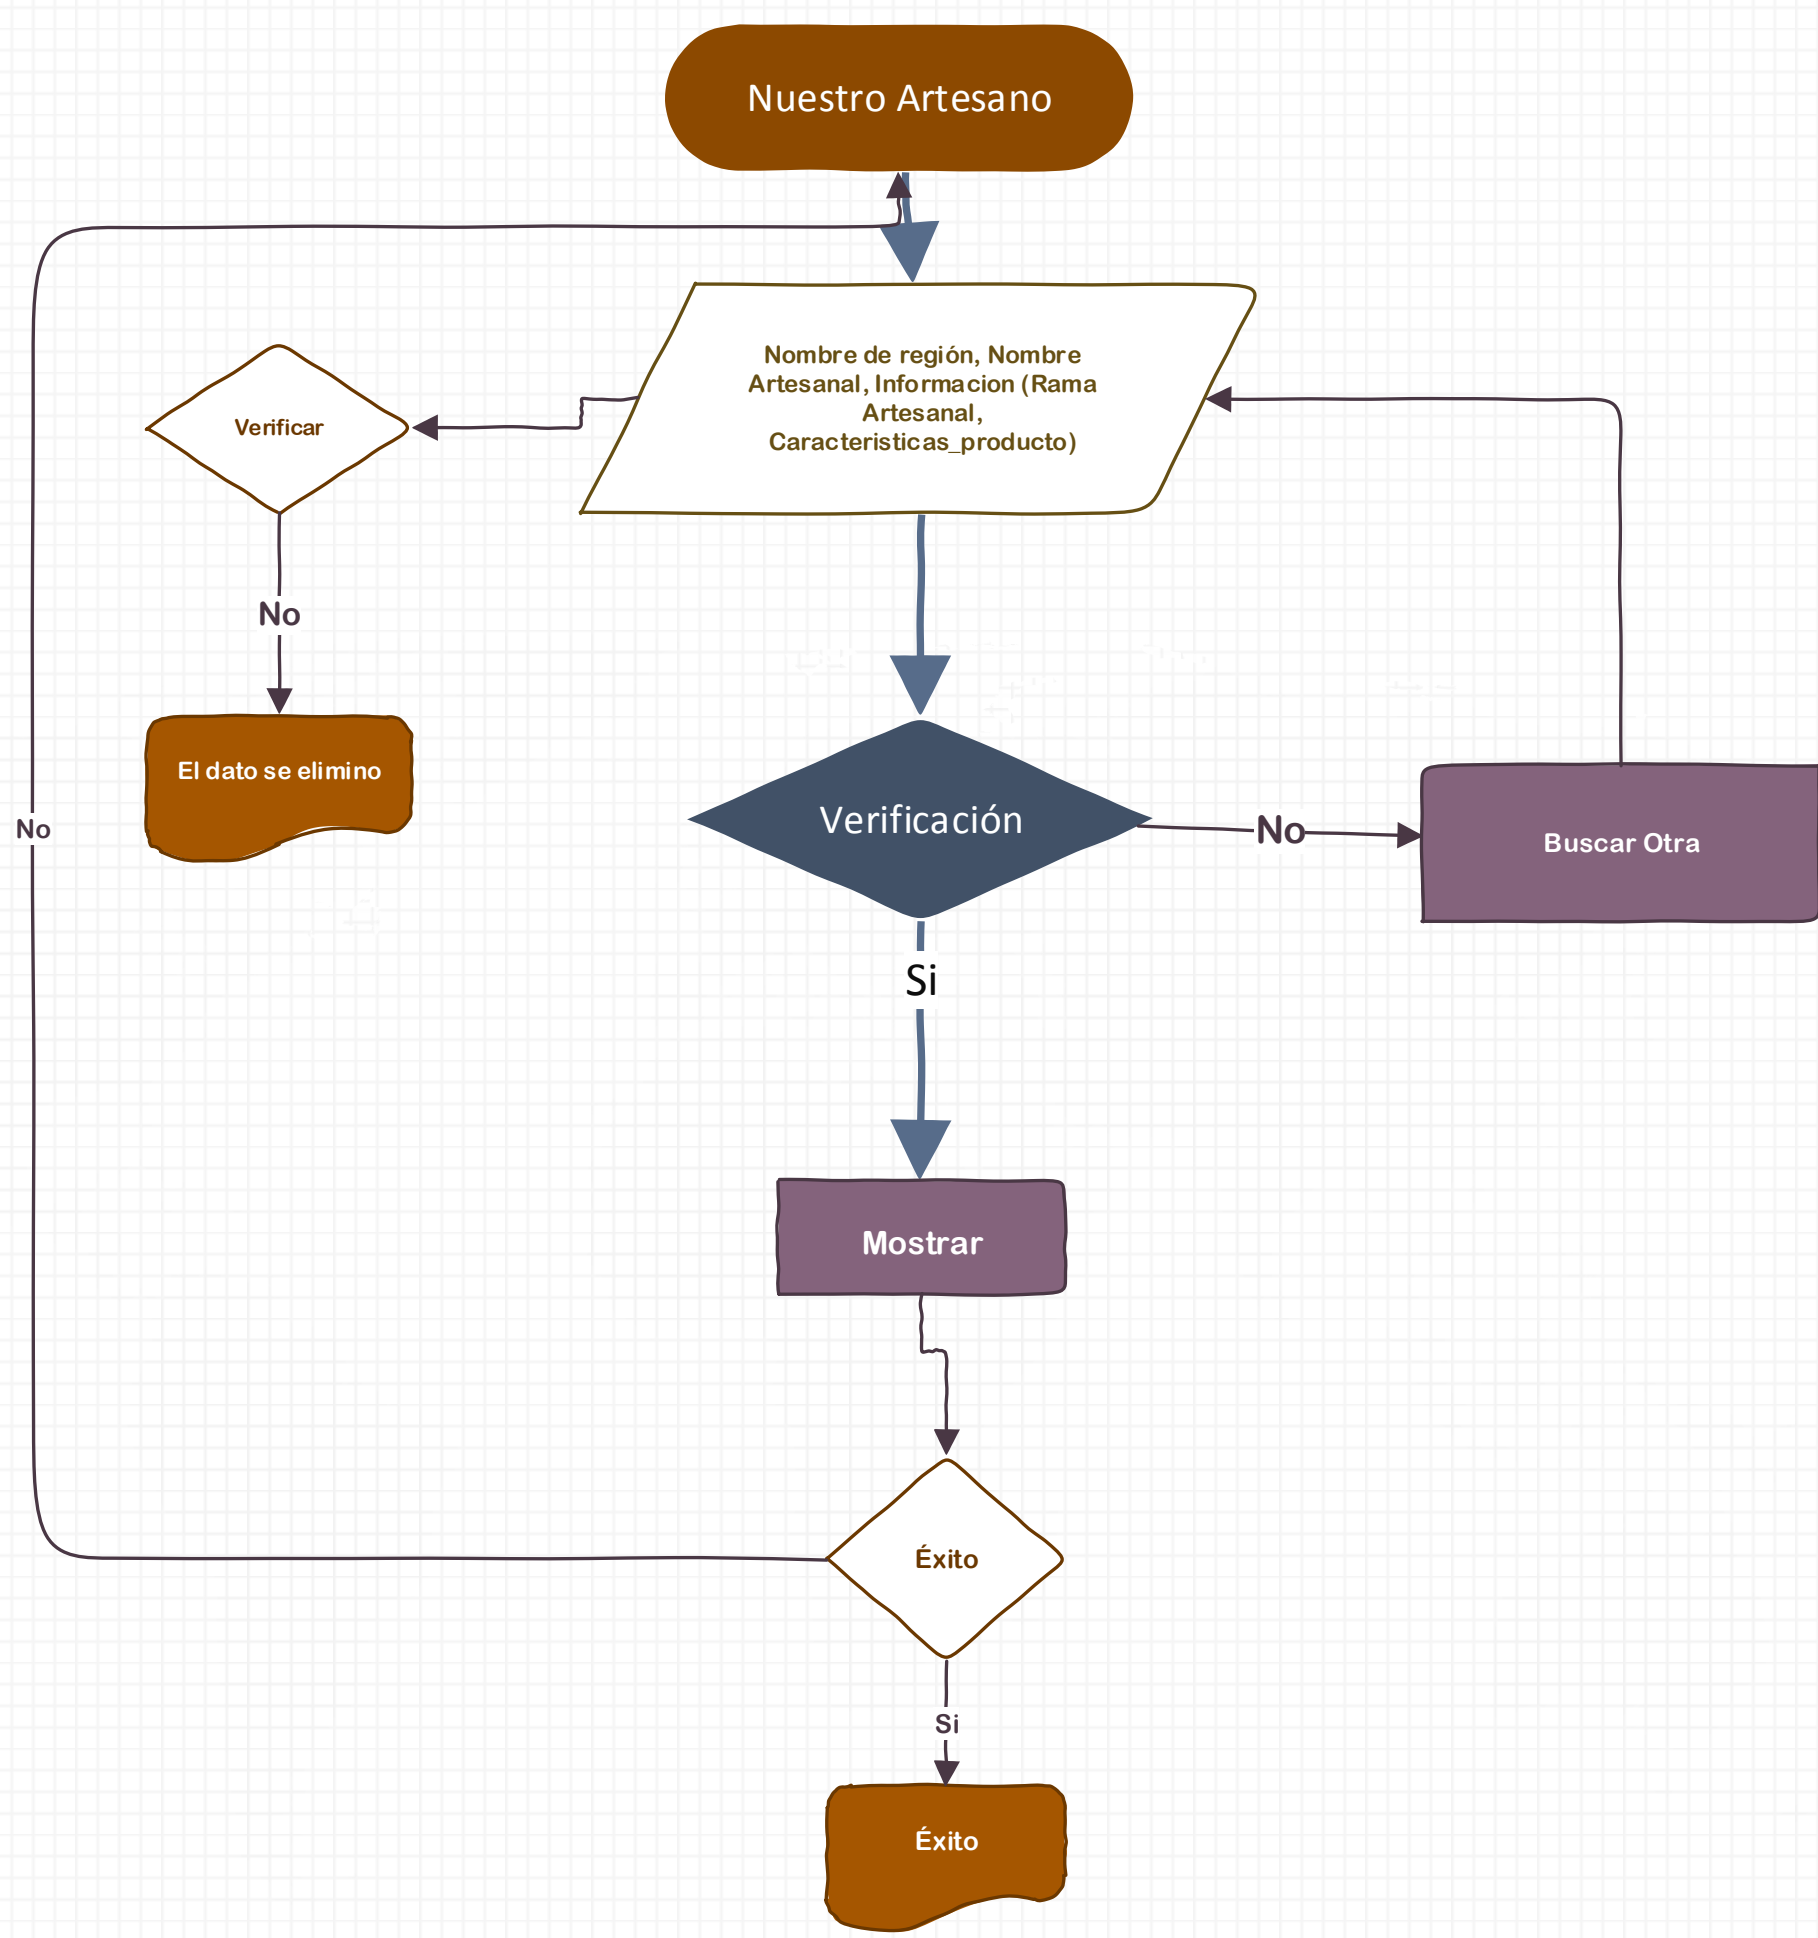 Nuestro Artesano
Nombre de región, Nombre
Artesanal, Informacion (Rama
Artesanal,
Caracteristicas_producto)
Verificar
No
El dato se elimino
No
Verificación
No
Buscar Otra
Si
Mostrar
Éxito
Si
Éxito